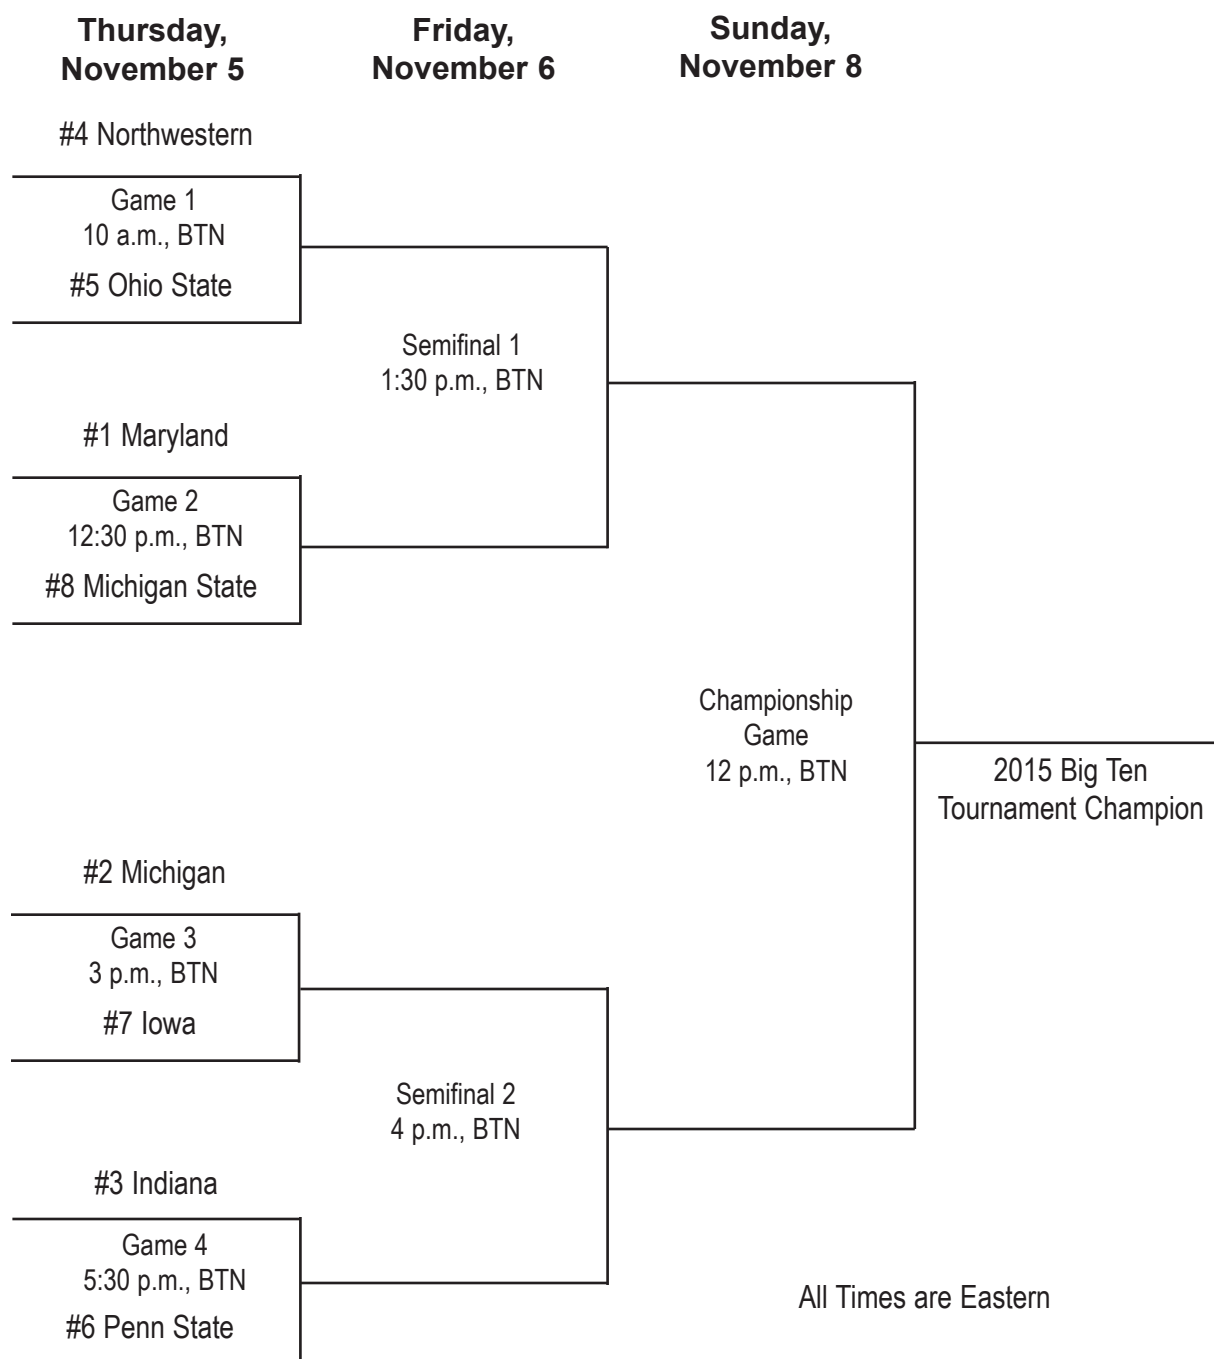 Thursday,
November 5
Friday,
November 6
Sunday,
November 8
#4 Northwestern
Game 1
10 a.m., BTN
#5 Ohio State
Semifinal 1
1:30 p.m., BTN
#1 Maryland
Game 2
12:30 p.m., BTN
#8 Michigan State
Championship
Game
12 p.m., BTN
2015 Big Ten
Tournament Champion
#2 Michigan
Game 3
3 p.m., BTN
#7 Iowa
Semifinal 2
4 p.m., BTN
#3 Indiana
Game 4
5:30 p.m., BTN
#6 Penn State
All Times are Eastern